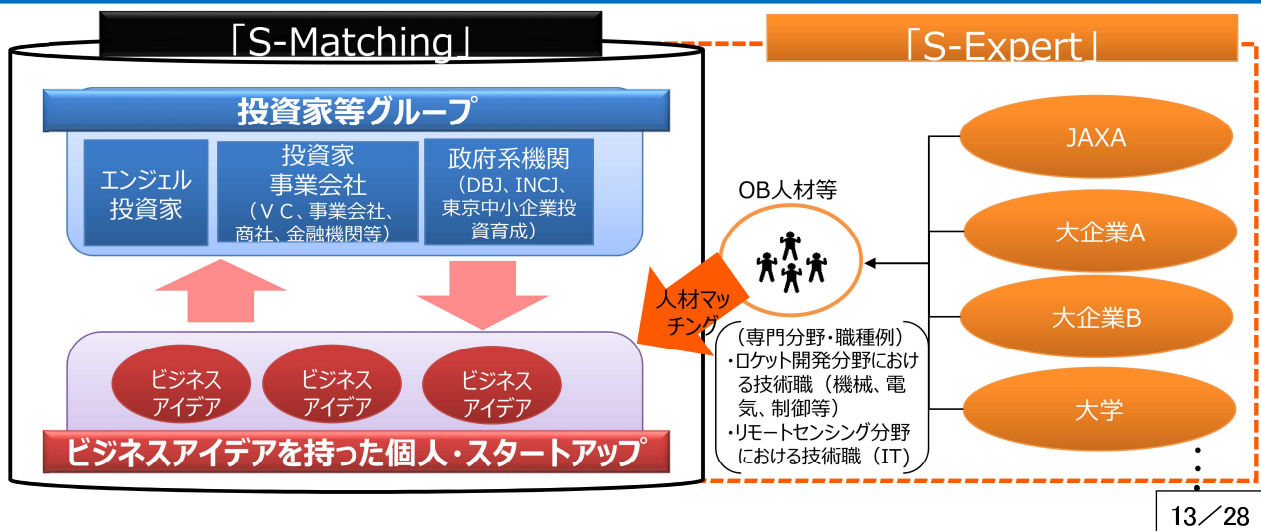 「S-Matching」
投資家等グループ
エンジェル
投資家
投資家
事業会社
（ＶＣ、事業会社、
商社、金融機関等）
政府系機関
（DBJ、INCJ、
東京中小企業投
資育成）
ビジネス
アイデア
ビジネス
アイデア
ビジネス
アイデア
ビジネスアイデアを持った個人・スタートアップ
人材マッ
チング
「S-Expert」
OB人材等
（専門分野・職種例）
・ロケット開発分野におけ
る技術職（機械、電
気、制御等）
・リモートセンシング分野
における技術職（IT）
JAXA
大企業A
大企業B
大学
13／28